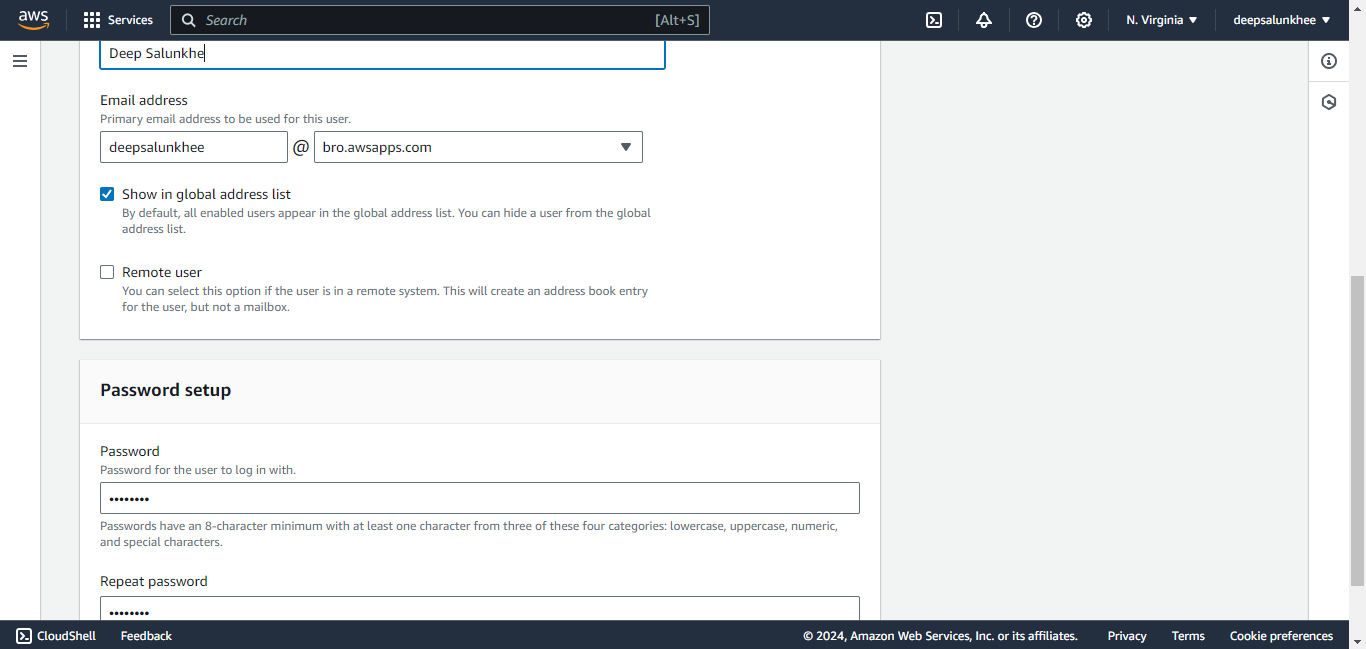 aws
Services
Search
[Alt+S]
N. Virginia
deepsalunkhee
Deep Salunkhe
Email address
Primary email address to be used for this user.
deepsalunkhee @ bro.awsapps.com
Show in global address list
By default, all enabled users appear in the global address list. You can hide a user from the global
address list.
Remote user
You can select this option if the user is in a remote system. This will create an address book entry
for the user, but not a mailbox.
Password setup
Password
Password for the user to log in with.
••••••••
Passwords have an 8-character minimum with at least one character from three of these four categories: lowercase, uppercase, numeric,
and special characters.
Repeat password
••••••••
CloudShell
Feedback
© 2024, Amazon Web Services, Inc. or its affiliates.
Privacy
Terms
Cookie preferences